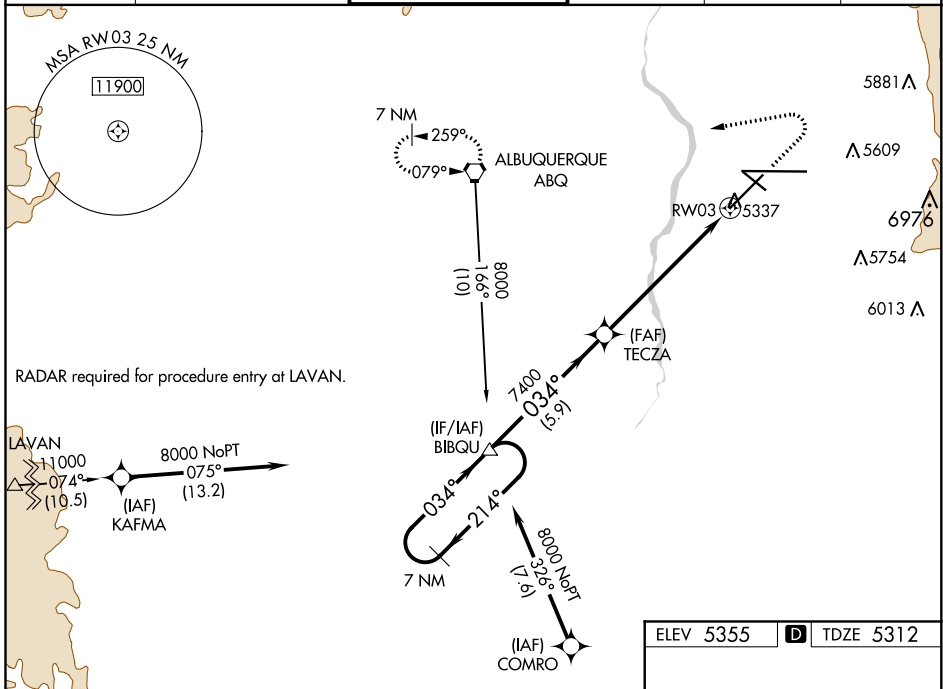 MSA RW03 25 NM
11900
5881
7 NM
259°
079°
ALBUQUERQUE
ABQ
5609
RW03
5337
6976
5754
6013
8000
166°
(10)
(FAF)
TECZA
RADAR required for procedure entry at LAVAN.
7400
034°
(5.9)
(IF/IAF)
BIBQU
LAVAN
11000
074°
(10.5)
(IAF)
KAFMA
8000 NoPT
075°
(13.2)
034°
214°
7 NM
8000 NoPT
326°
(7.6)
(IAF)
COMRO
ELEV 5355
D
TDZE 5312